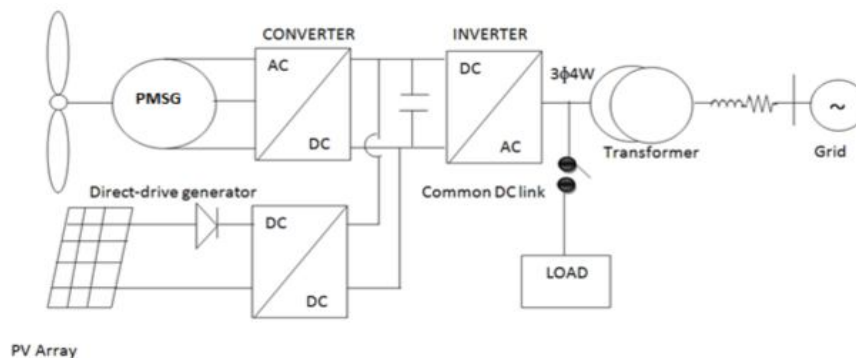 CONVERTER
INVERTER
AC
DC
DC
AC
PMSG
3ϕ4W
Transformer
Grid
~
Direct-drive generator
Common DC link
DC
DC
LOAD
PV Array